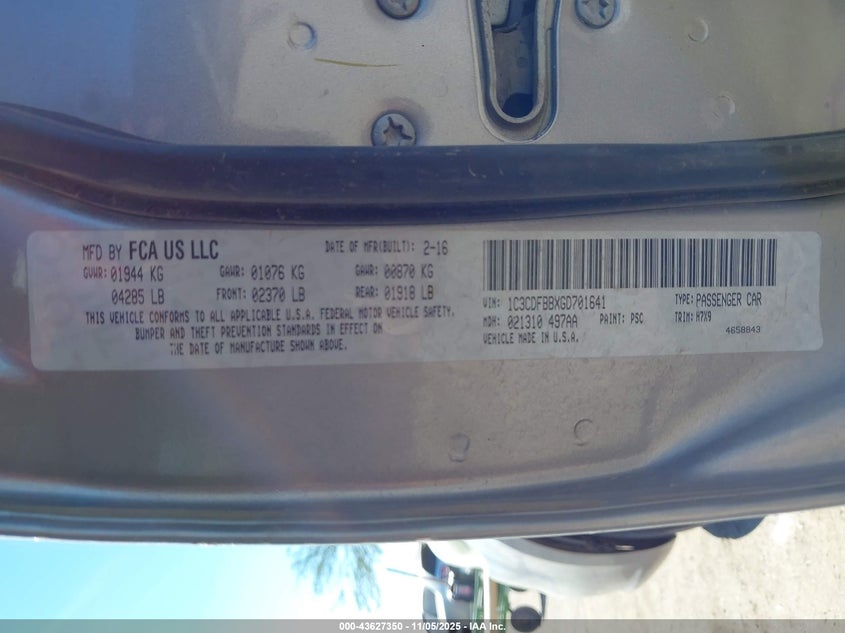 MFD BY FCA US LLC DATE OF MFR(BUILT): 2-16
GVWR: 01944 KG GAWR: 01076 KG GAWR: 00870 KG
04285 LB FRONT: 02370 LB REAR: 01918 LB
THIS VEHICLE CONFORMS TO ALL APPLICABLE U.S.A. FEDERAL MOTOR VEHICLE SAFETY,
BUMPER AND THEFT PREVENTION STANDARDS IN EFFECT ON
THE DATE OF MANUFACTURE SHOWN ABOVE.
VIN: 1C3CDFBBXGD701641 TYPE: PASSENGER CAR
MDH: 021310 497AA PAINT: PSC TRIM: H7X9
VEHICLE MADE IN U.S.A. 4658843
000-43627350 | 11/05/2025 - IAA Inc.